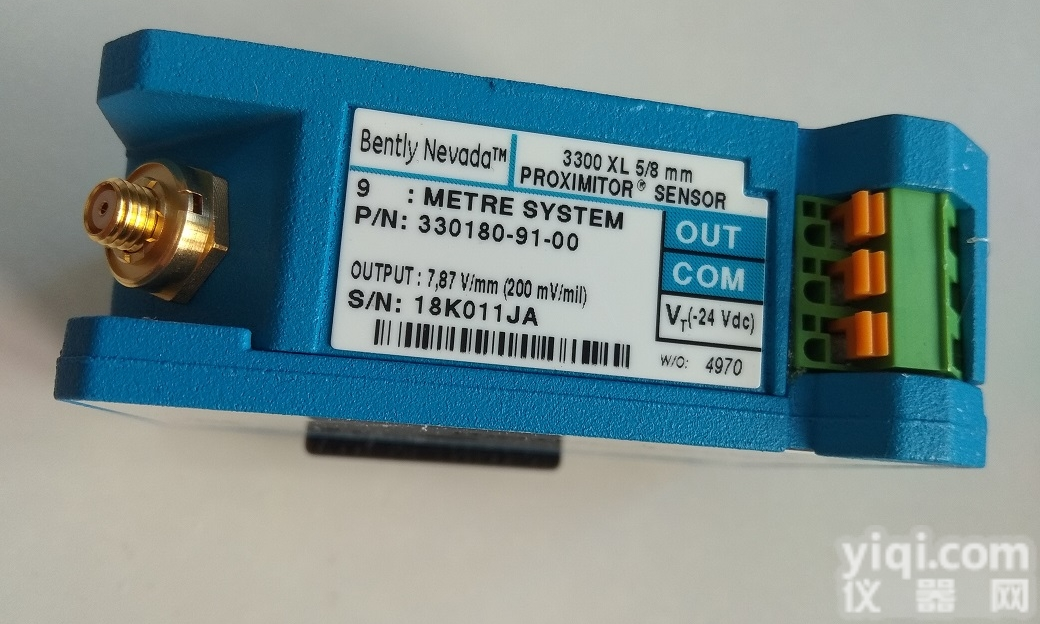 Bently Nevada™
3300 XL 5/8 mm
PROXIMITOR® SENSOR
9 : METRE SYSTEM
P/N: 330180-91-00
OUTPUT : 7,87 V/mm (200 mV/mil)
S/N: 18K011JA
OUT
COM
VT(-24 Vdc)
W/O: 4970
yiqi.com
仪器网